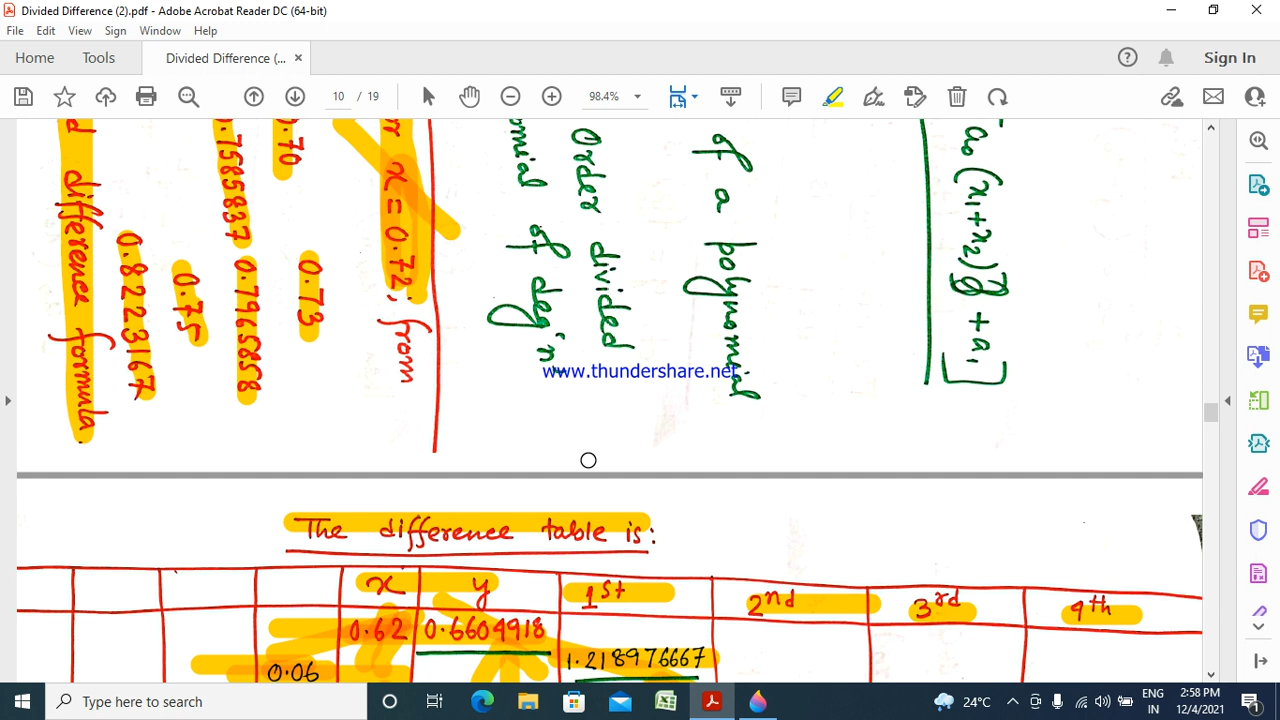 Divided Difference (2).pdf - Adobe Acrobat Reader DC (64-bit)
File Edit View Sign Window Help
Home Tools Divided Difference (... × Sign In
10 / 19 98.4%
a₀ (x₁+x₂)} + a₁]
of a polynomial
order divided
omial of deg. 'n'
r x = 0.72; from
0.70 0.73
0.7585837 0.7965858
0.75
0.8223167
d difference formula.
www.thundershare.net
The difference table is:
x y 1st 2nd 3rd 4th
0.62 0.6604918
0.06 1.218976667
Type here to search
24°C ENG IN 2:58 PM 12/4/2021 1